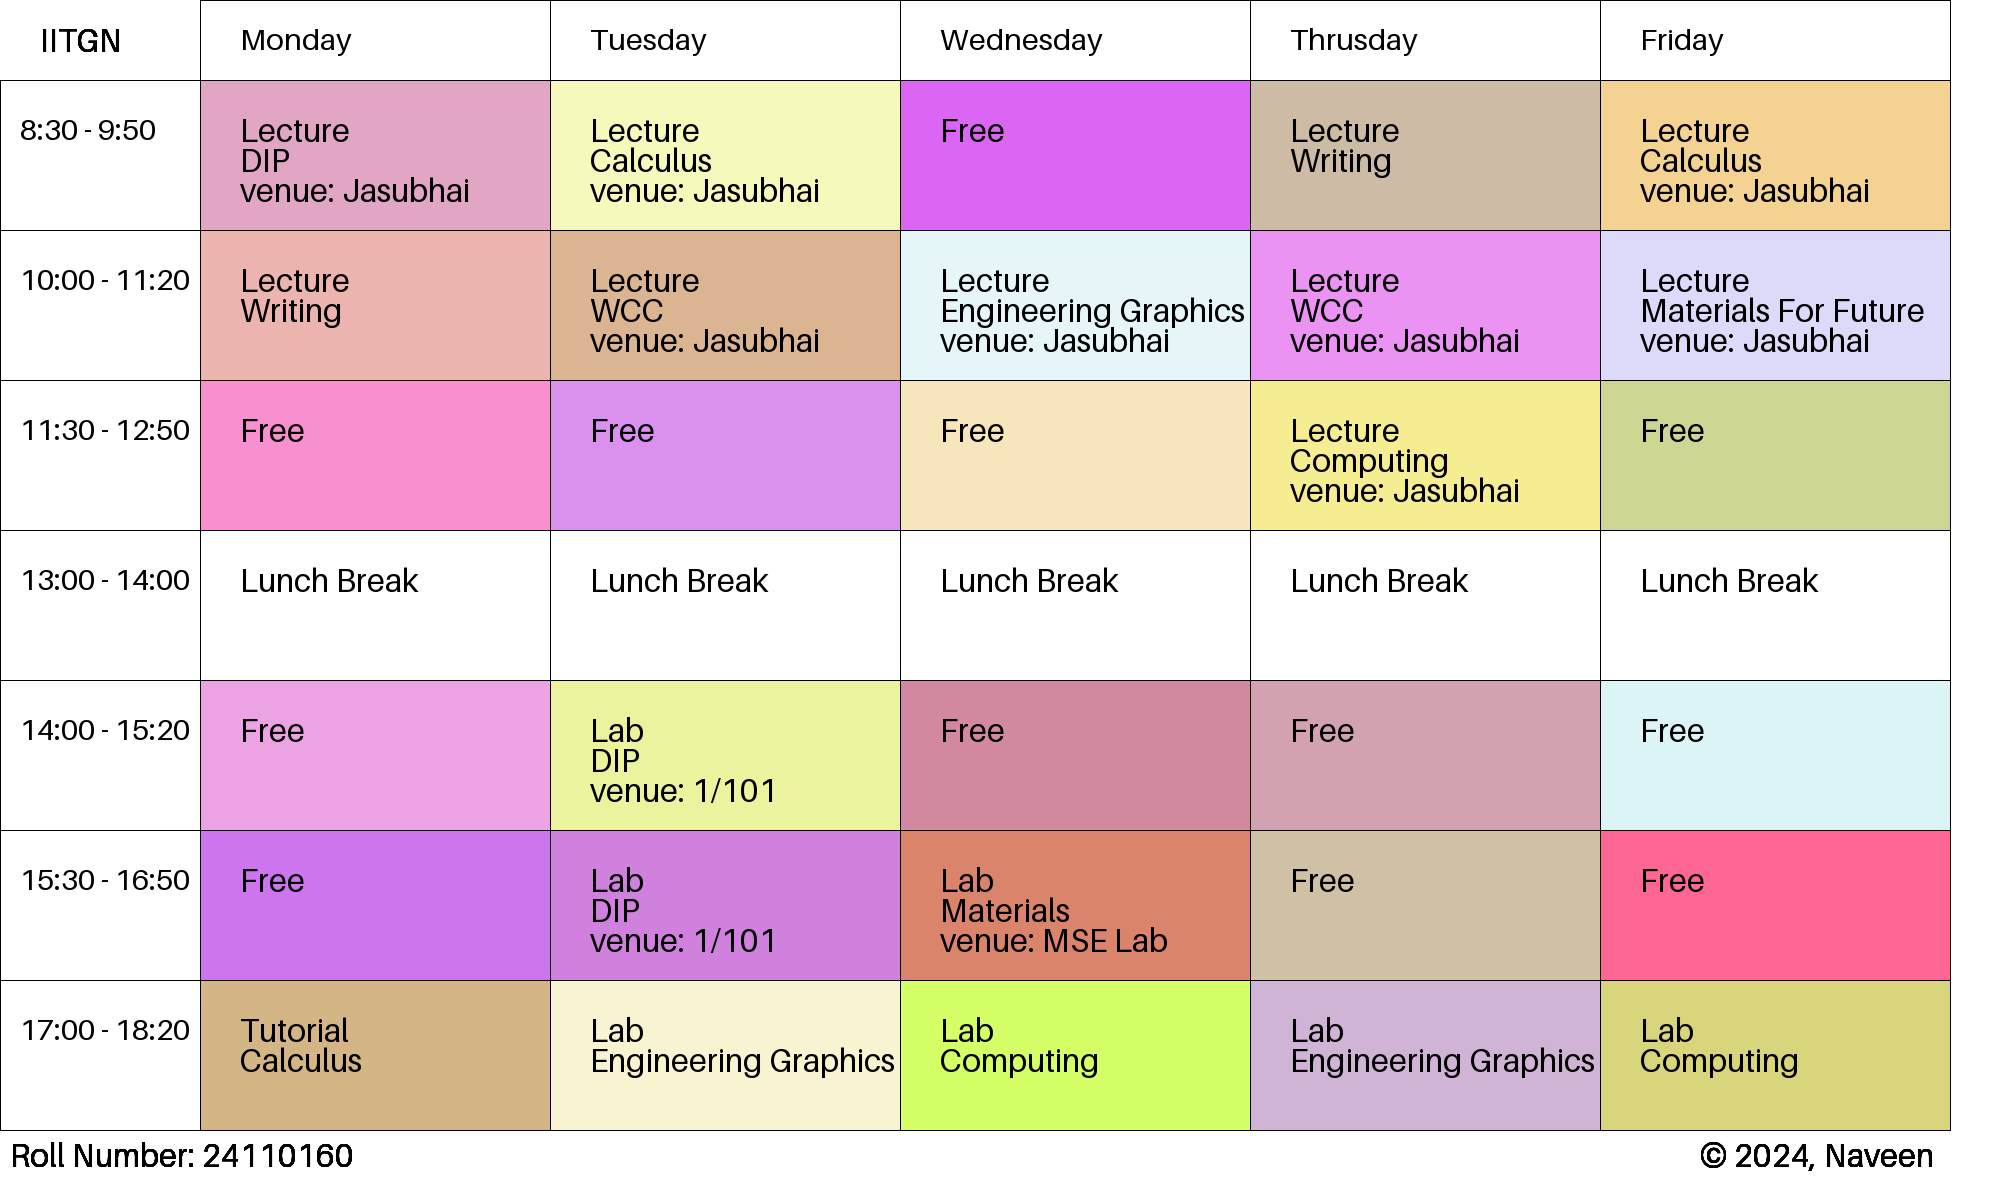 IITGN
Monday
Tuesday
Wednesday
Thrusday
Friday
8:30 - 9:50
Lecture
DIP
venue: Jasubhai
Lecture
Calculus
venue: Jasubhai
Free
Lecture
Writing
Lecture
Calculus
venue: Jasubhai
10:00 - 11:20
Lecture
Writing
Lecture
WCC
venue: Jasubhai
Lecture
Engineering Graphics
venue: Jasubhai
Lecture
WCC
venue: Jasubhai
Lecture
Materials For Future
venue: Jasubhai
11:30 - 12:50
Free
Free
Free
Lecture
Computing
venue: Jasubhai
Free
13:00 - 14:00
Lunch Break
Lunch Break
Lunch Break
Lunch Break
Lunch Break
14:00 - 15:20
Free
Lab
DIP
venue: 1/101
Free
Free
Free
15:30 - 16:50
Free
Lab
DIP
venue: 1/101
Lab
Materials
venue: MSE Lab
Free
Free
17:00 - 18:20
Tutorial
Calculus
Lab
Engineering Graphics
Lab
Computing
Lab
Engineering Graphics
Lab
Computing
Roll Number: 24110160
© 2024, Naveen